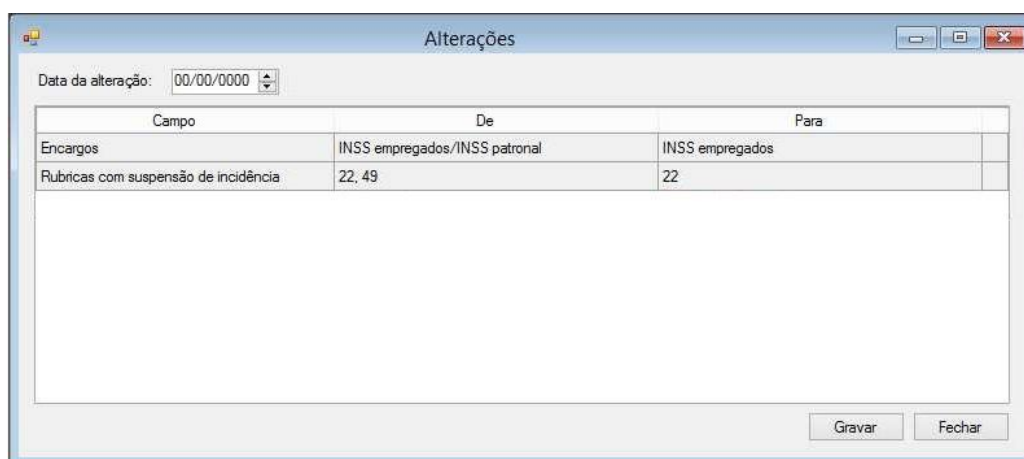 Alterações
Data da alteração: 00/00/0000
Campo De Para
Encargos INSS empregados/INSS patronal INSS empregados
Rubricas com suspensão de incidência 22, 49 22
Gravar Fechar